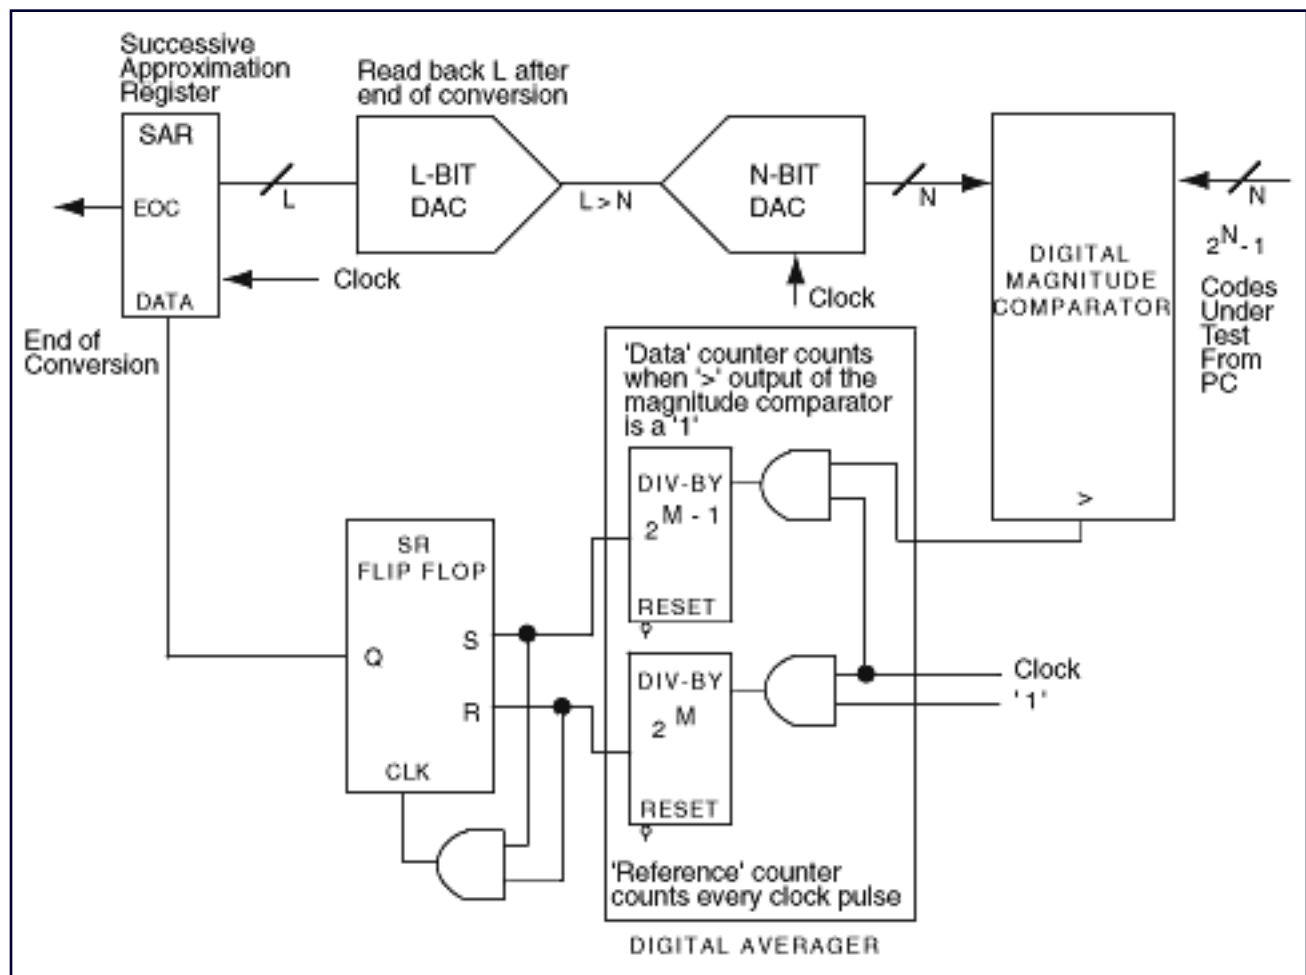 Successive
Approximation
Register
SAR
EOC
DATA
L
Read back L after
end of conversion
L-BIT
DAC
L > N
N-BIT
DAC
N
Clock
Clock
DIGITAL
MAGNITUDE
COMPARATOR
>
N
2^N - 1
Codes
Under
Test
From
PC
End of
Conversion
'Data' counter counts
when '>' output of the
magnitude comparator
is a '1'
DIV-BY
2^M - 1
RESET
SR
FLIP FLOP
S
Q
R
CLK
DIV-BY
2^M
RESET
Clock
'1'
'Reference' counter
counts every clock pulse
DIGITAL AVERAGER